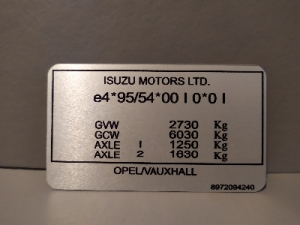 ISUZU MOTORS LTD.
e4*95/54*00 I 0*0 I
GVW 2730 Kg
GCW 6030 Kg
AXLE 1 1250 Kg
AXLE 2 1630 Kg
OPEL/VAUXHALL
8972094240